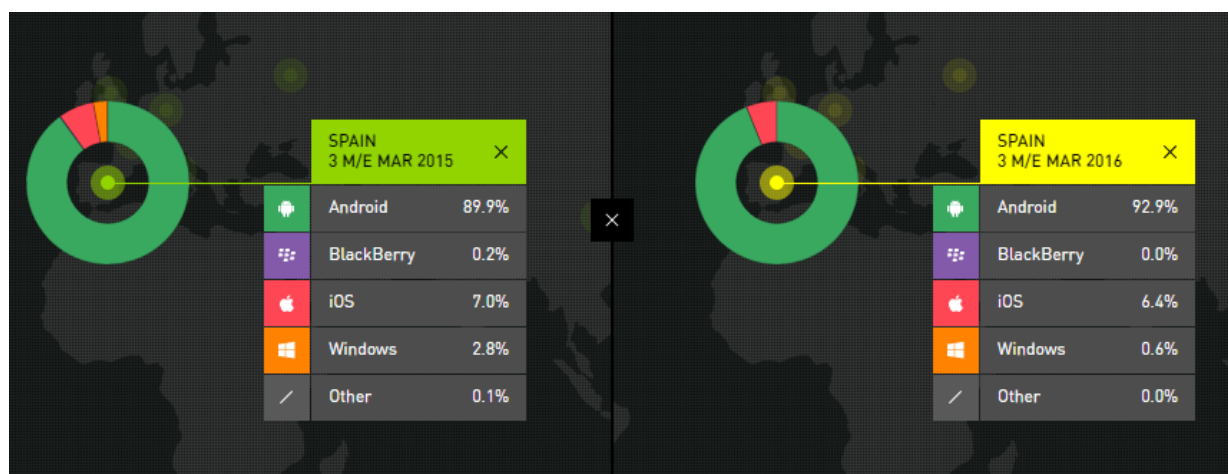 SPAIN
3 M/E MAR 2015
Android 89.9%
BlackBerry 0.2%
iOS 7.0%
Windows 2.8%
Other 0.1%
SPAIN
3 M/E MAR 2016
Android 92.9%
BlackBerry 0.0%
iOS 6.4%
Windows 0.6%
Other 0.0%